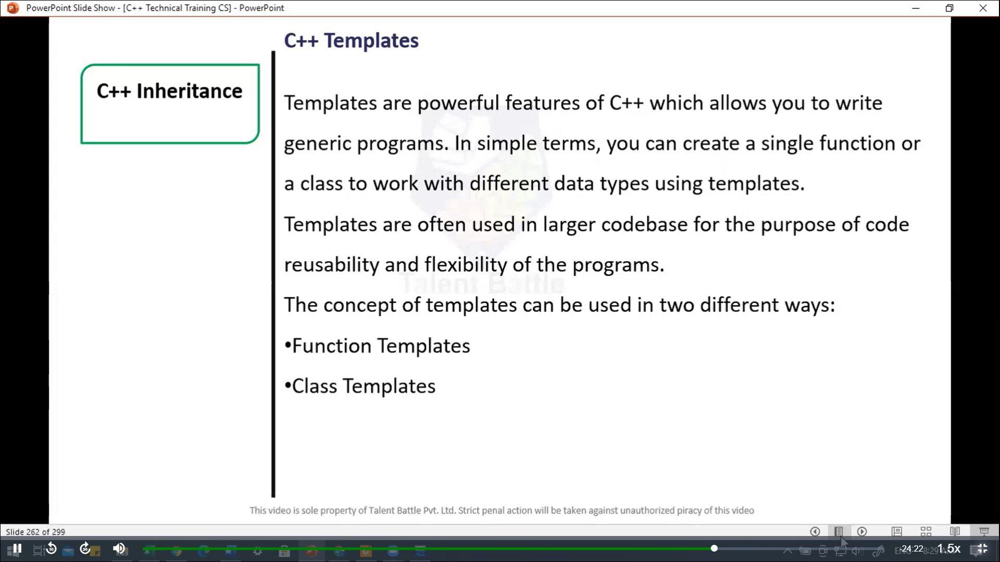 PowerPoint Slide Show - [C++ Technical Training CS] - PowerPoint
C++ Templates
C++ Inheritance
Templates are powerful features of C++ which allows you to write
generic programs. In simple terms, you can create a single function or
a class to work with different data types using templates.
Templates are often used in larger codebase for the purpose of code
reusability and flexibility of the programs.
Talent Battle
The concept of templates can be used in two different ways:
•Function Templates
•Class Templates
This video is sole property of Talent Battle Pvt. Ltd. Strict penal action will be taken against unauthorized piracy of this video
Slide 262 of 299
10
30
-24:22
1.5x